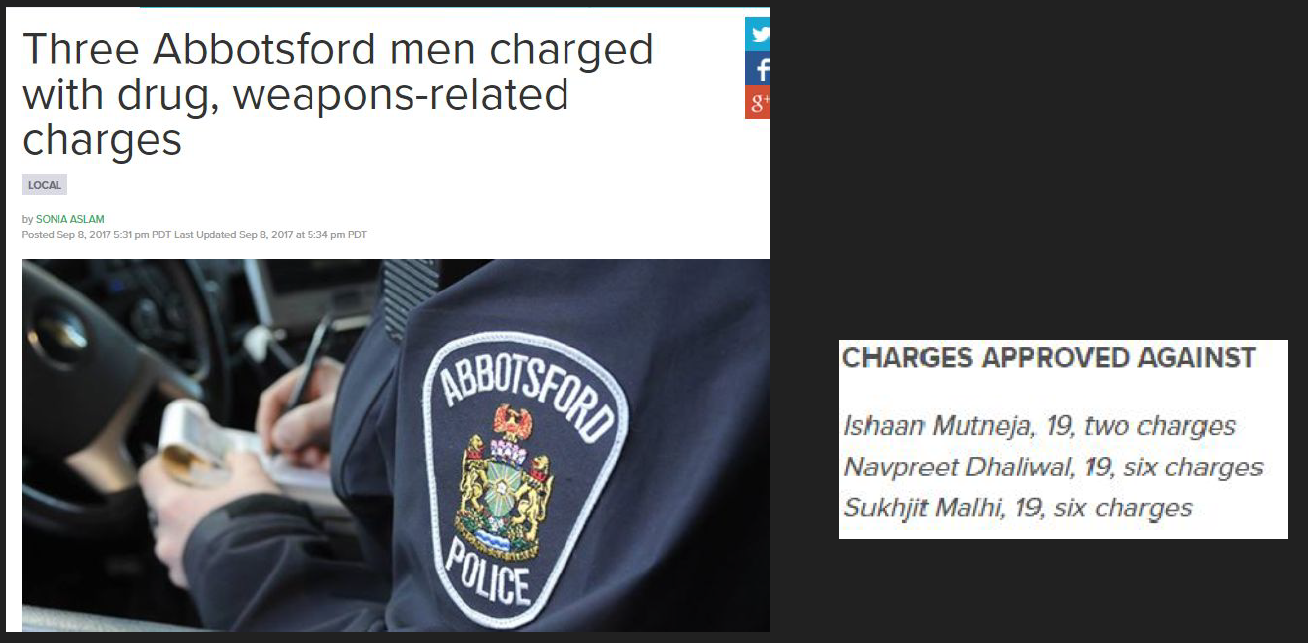 Three Abbotsford men charged
with drug, weapons-related
charges
LOCAL
by SONIA ASLAM
Posted Sep 8, 2017 5:31 pm PDT Last Updated Sep 8, 2017 at 5:34 pm PDT
f
g+
ABBOTSFORD
POLICE
CHARGES APPROVED AGAINST
Ishaan Mutneja, 19, two charges
Navpreet Dhaliwal, 19, six charges
Sukhjit Malhi, 19, six charges